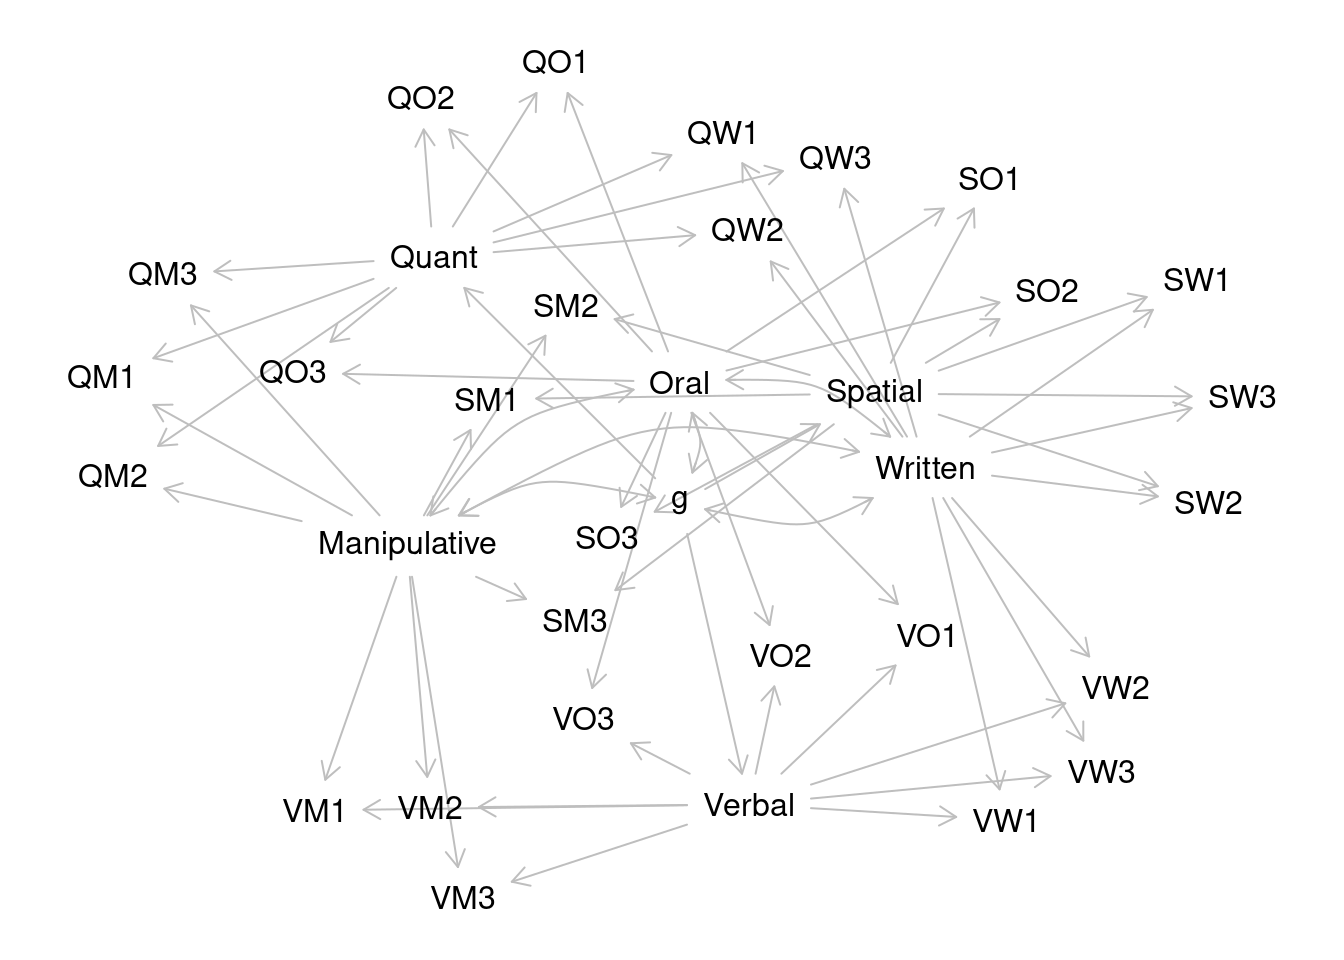 QO1
QO2
QW1
QW3
SO1
QW2
Quant
QM3
SW1
SO2
SM2
QO3
QM1
Oral
Spatial
SM1
SW3
Written
QM2
g
SW2
SO3
Manipulative
SM3
VO1
VO2
VW2
VO3
VW3
Verbal
VM2
VM1
VW1
VM3